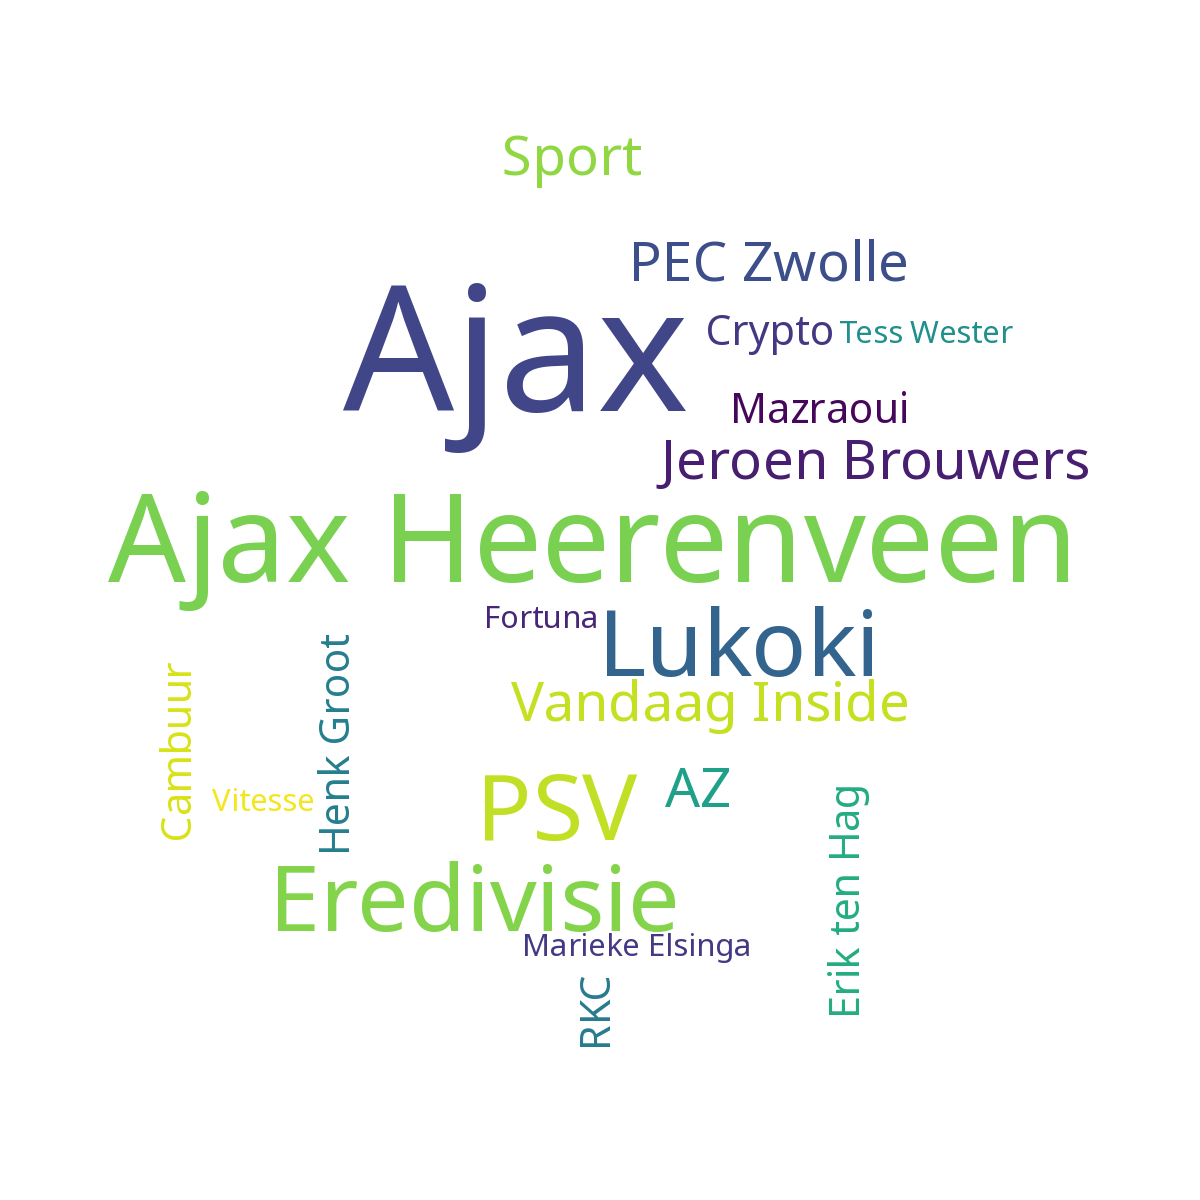 Sport
PEC Zwolle
Ajax
Crypto
Tess Wester
Mazraoui
Jeroen Brouwers
Ajax Heerenveen
Fortuna
Lukoki
Vandaag Inside
Cambuur
Vitesse
Henk Groot
PSV
AZ
Erik ten Hag
Eredivisie
Marieke Elsinga
RKC